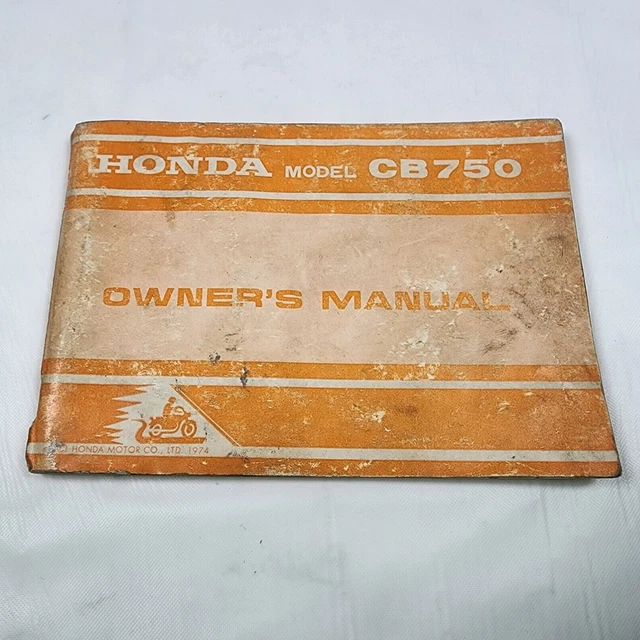 HONDA MODEL CB750
OWNER'S MANUAL
(C) HONDA MOTOR CO., LTD. 1974